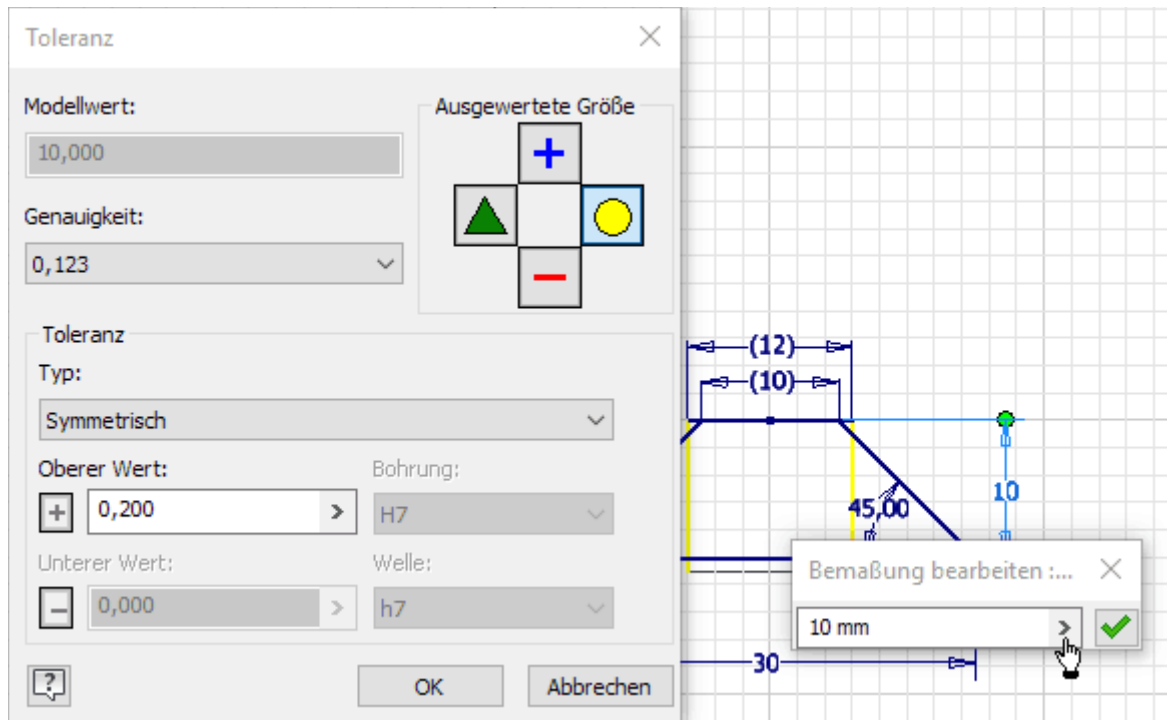 Toleranz
Modellwert:
10,000
Genauigkeit:
0,123
Ausgewertete Größe
Toleranz
Typ:
Symmetrisch
Oberer Wert:
0,200
Bohrung:
H7
Unterer Wert:
0,000
Welle:
h7
OK
Abbrechen
(12)
(10)
45,00
10
Bemaßung bearbeiten :...
10 mm
30